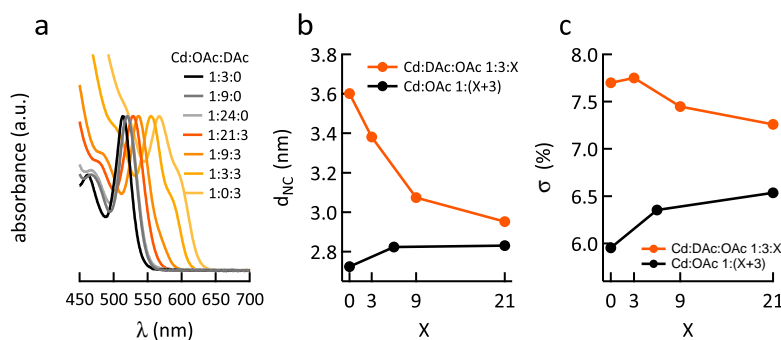 a
absorbance (a.u.)
Cd:OAc:DAc
1:3:0
1:9:0
1:24:0
1:21:3
1:9:3
1:3:3
1:0:3
450 500 550 600 650 700
λ (nm)
b
d_NC (nm)
3.8
3.6
3.4
3.2
3.0
2.8
Cd:DAc:OAc 1:3:X
Cd:OAc 1:(X+3)
0 3 9 21
X
c
σ (%)
8.0
7.5
7.0
6.5
6.0
Cd:DAc:OAc 1:3:X
Cd:OAc 1:(X+3)
0 3 9 21
X